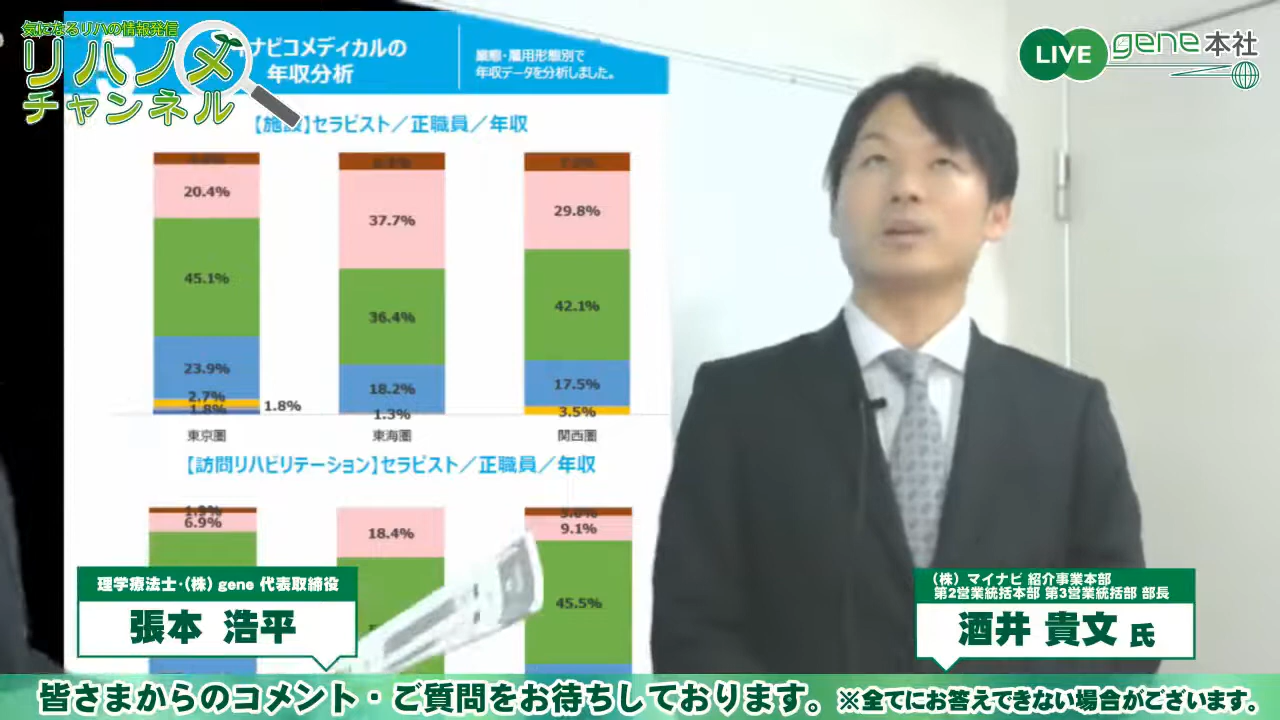 気になるリハの情報発信
リハノメ
チャンネル
LIVE gene本社
5
ナビコメディカルの
年収分析
職種・雇用形態別で
年収データを分析しました。
【施設】セラピスト／正職員／年収
20.4%
45.1%
23.9%
2.7%
1.8%
1.8%
東京圏
37.7%
36.4%
18.2%
1.3%
東海圏
29.8%
42.1%
17.5%
3.5%
関西圏
【訪問リハビリテーション】セラピスト／正職員／年収
1.9%
6.9%
18.4%
9.1%
45.5%
理学療法士・(株) gene 代表取締役
張本 浩平
(株) マイナビ 紹介事業本部
第2営業統括本部 第3営業統括部 部長
酒井 貴文 氏
皆さまからのコメント・ご質問をお待ちしております。※全てにお答えできない場合がございます。